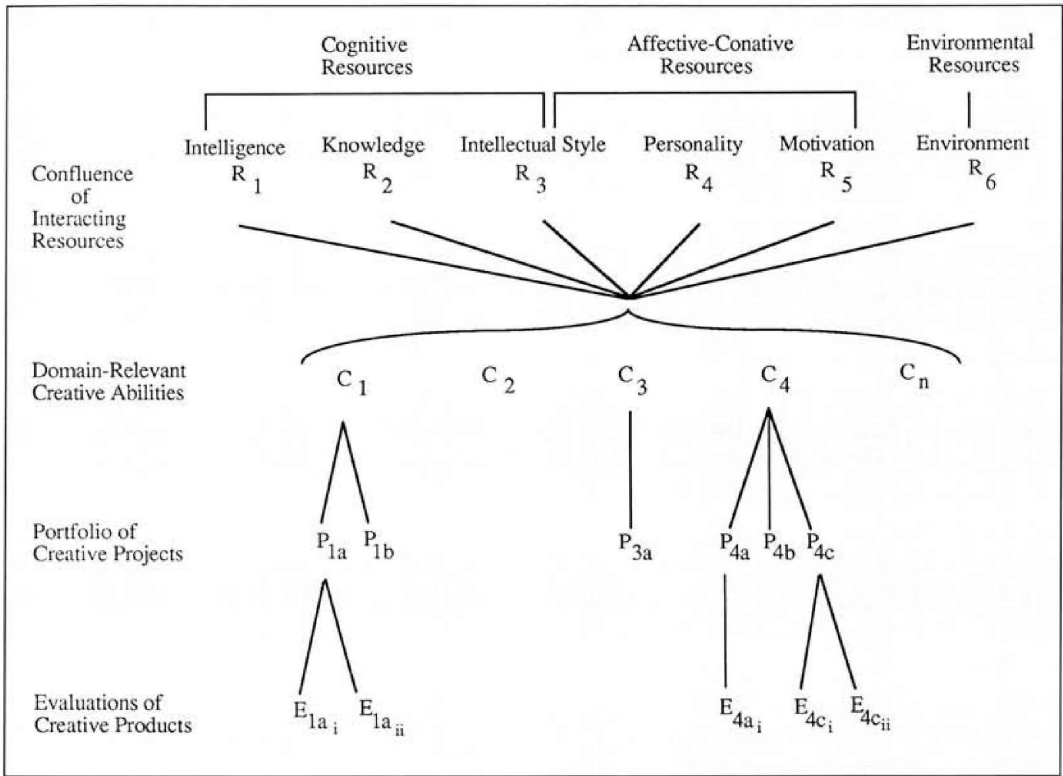 Cognitive Resources
Affective-Conative Resources
Environmental Resources
Intelligence Knowledge Intellectual Style Personality Motivation Environment
R1 R2 R3 R4 R5 R6
Confluence
of
Interacting
Resources
Domain-Relevant
Creative Abilities
C1 C2 C3 C4 Cn
Portfolio of
Creative Projects
P1a P1b P3a P4a P4b P4c
Evaluations of
Creative Products
E1ai E1aii E4ai E4ci E4cii